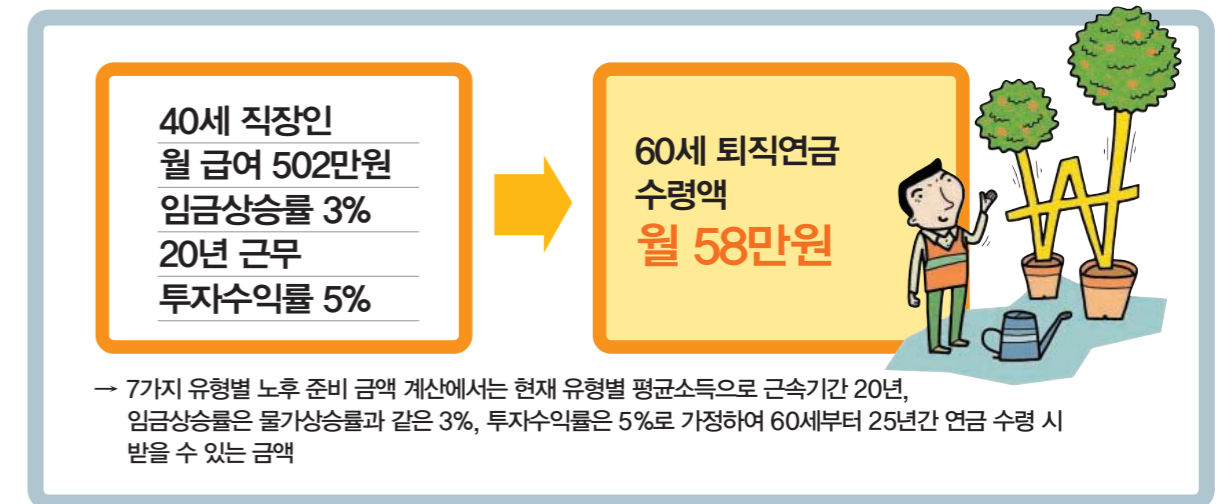 40세 직장인
월 급여 502만원
임금상승률 3%
20년 근무
투자수익률 5%
60세 퇴직연금
수령액
월 58만원
→ 7가지 유형별 노후 준비 금액 계산에서는 현재 유형별 평균소득으로 근속기간 20년,
임금상승률은 물가상승률과 같은 3%, 투자수익률은 5%로 가정하여 60세부터 25년간 연금 수령 시
받을 수 있는 금액